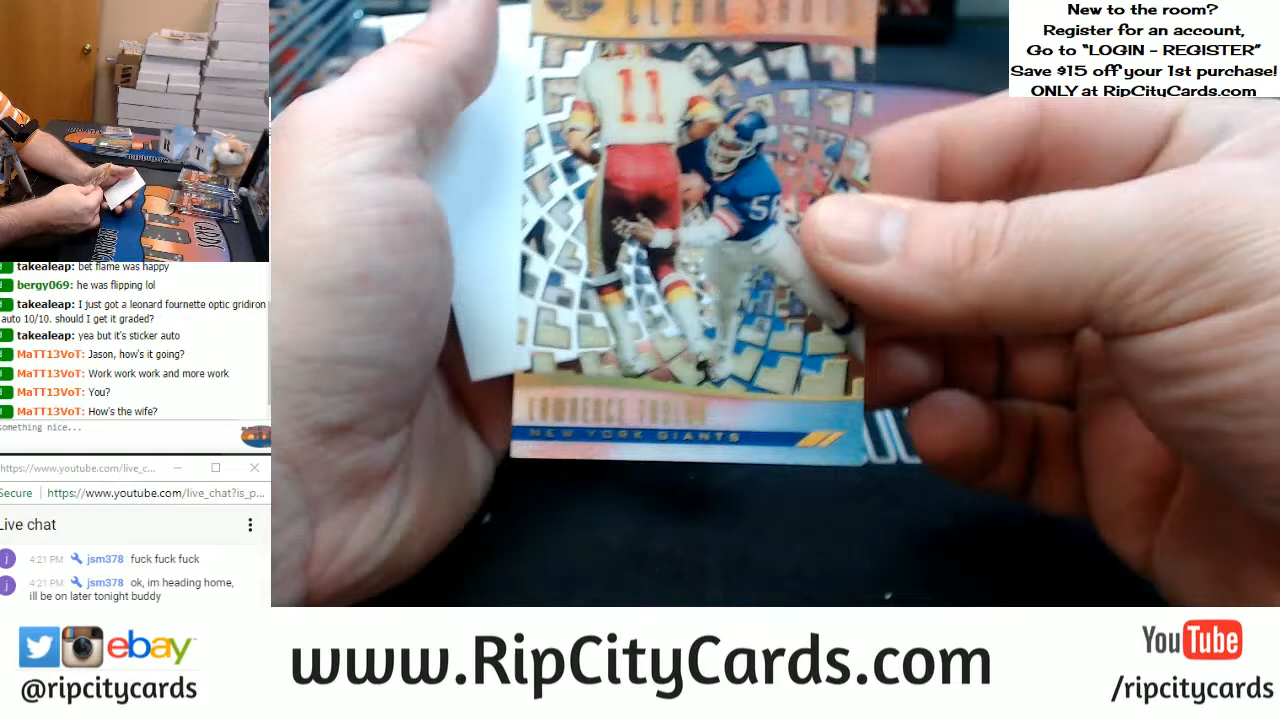 New to the room?
Register for an account,
Go to “LOGIN - REGISTER”
Save $15 off your 1st purchase!
ONLY at RipCityCards.com
CLEAR SHOTS
11
56
LAWRENCE TAYLOR
NEW YORK GIANTS
takealeap: bet flame was happy
bergy069: he was flipping lol
takealeap: I just got a leonard fournette optic gridiron
auto 10/10. should I get it graded?
takealeap: yea but it's sticker auto
MaTT13VoT: Jason, how's it going?
MaTT13VoT: Work work work and more work
MaTT13VoT: You?
MaTT13VoT: How's the wife?
something nice...
https://www.youtube.com/live_c...
Secure https://www.youtube.com/live_chat?is_p...
Live chat
j 4:21 PM jsm378 fuck fuck fuck
j 4:21 PM jsm378 ok, im heading home,
ill be on later tonight buddy
ebay
@ripcitycards
www.RipCityCards.com
YouTube
/ripcitycards